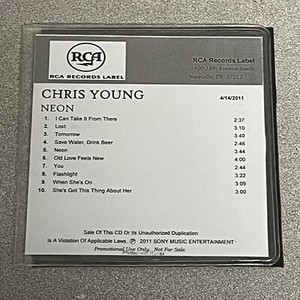 RCA
RCA RECORDS LABEL
RCA Records Label
1400 18th Avenue South
Nashville, TN 37212
CHRIS YOUNG
4/14/2011
NEON
1. I Can Take It From There 2:37
2. Lost 3:10
3. Tomorrow 3:40
4. Save Water, Drink Beer 2:46
5. Neon 3:44
6. Old Love Feels New 4:00
7. You 2:44
8. Flashlight 3:22
9. When She's On 3:09
10. She's Got This Thing About Her 3:00
Sale Of This CD Or Its Unauthorized Duplication
Is A Violation Of Applicable Laws. ℗ 2011 SONY MUSIC ENTERTAINMENT
Promotional Use Only. Not For Sale.